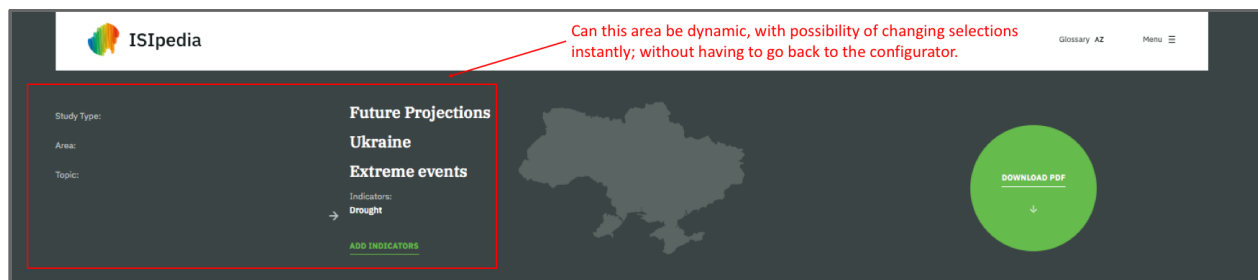 ISIpedia
Can this area be dynamic, with possibility of changing selections
instantly; without having to go back to the configurator.
Glossary AZ
Menu
Study Type:
Future Projections
Area:
Ukraine
Topic:
Extreme events
Indicators:
Drought
ADD INDICATORS
DOWNLOAD PDF